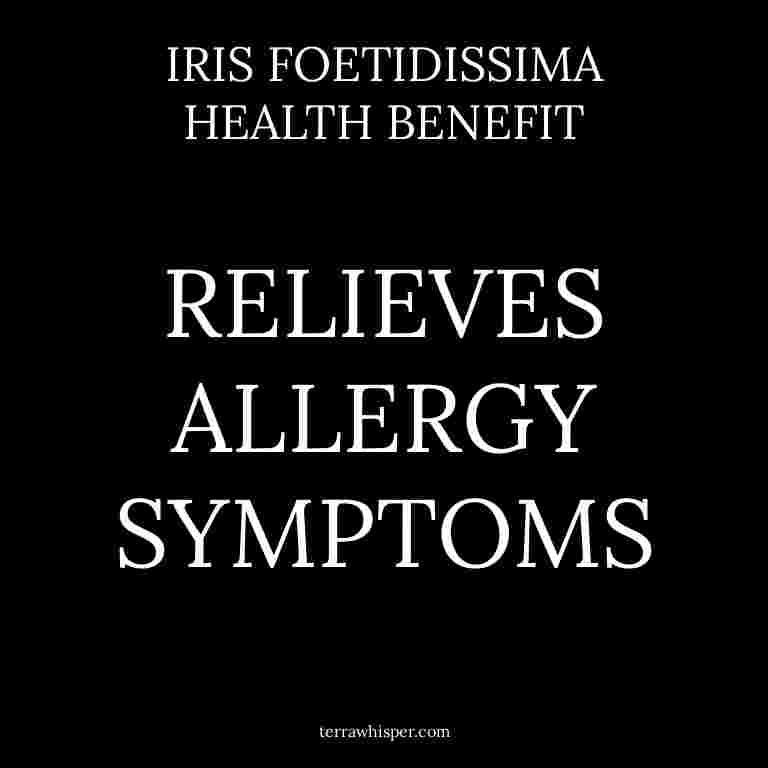 IRIS FOETIDISSIMA
HEALTH BENEFIT
RELIEVES
ALLERGY
SYMPTOMS
terrawhisper.com